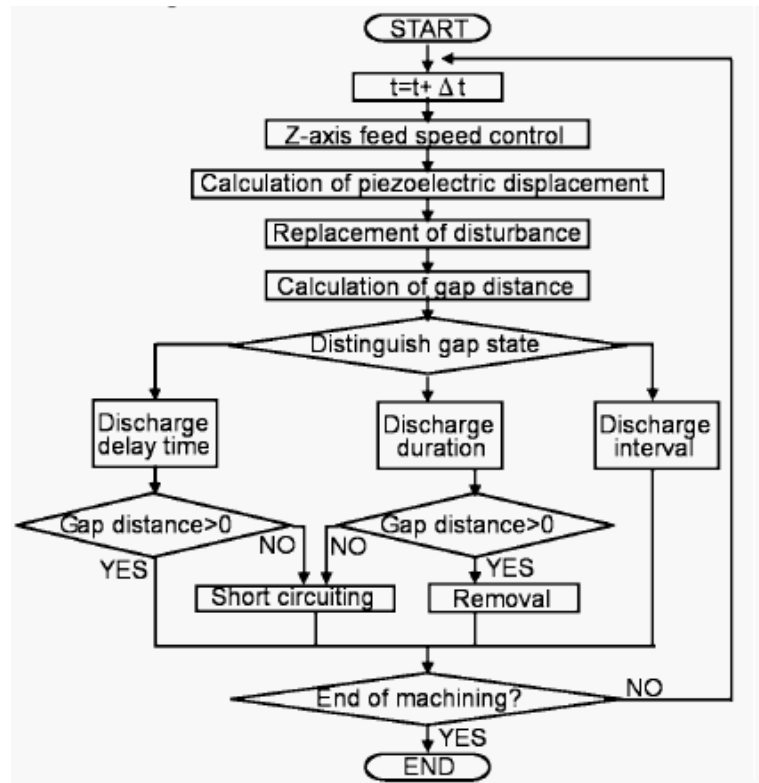 START
t=t+ Δ t
Z-axis feed speed control
Calculation of piezoelectric displacement
Replacement of disturbance
Calculation of gap distance
Distinguish gap state
Discharge
delay time
Discharge
duration
Discharge
interval
Gap distance>0
Gap distance>0
NO
NO
YES
YES
Short circuiting
Removal
End of machining?
NO
YES
END